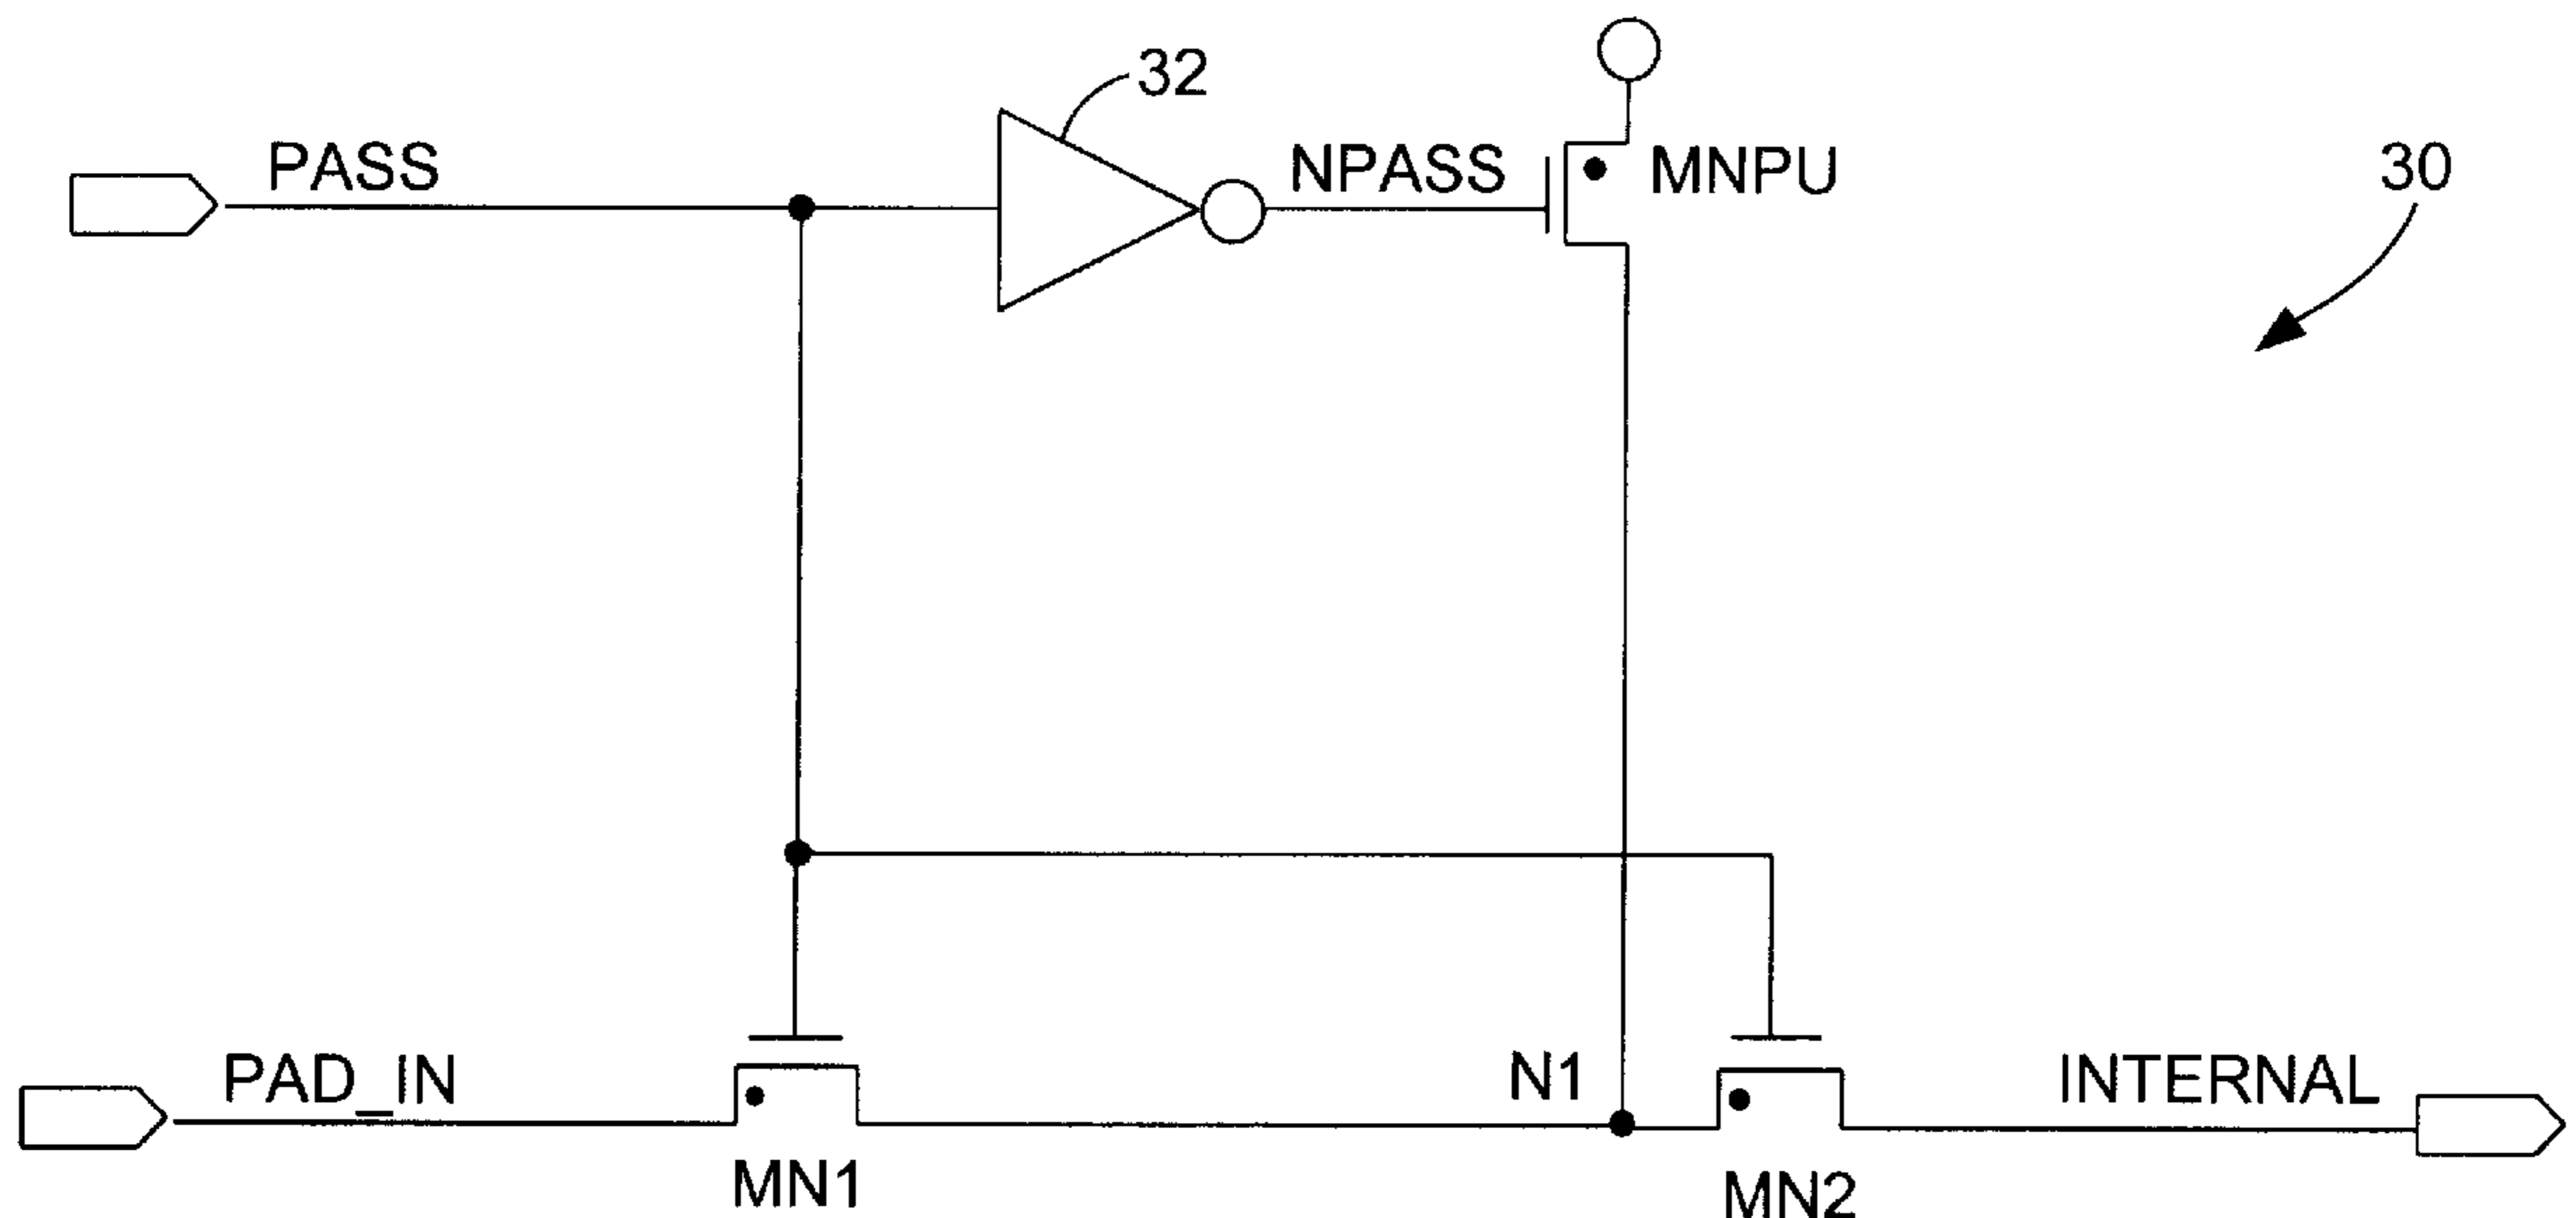 32
PASS
NPASS
MNPU
30
PAD_IN
N1
INTERNAL
MN1
MN2